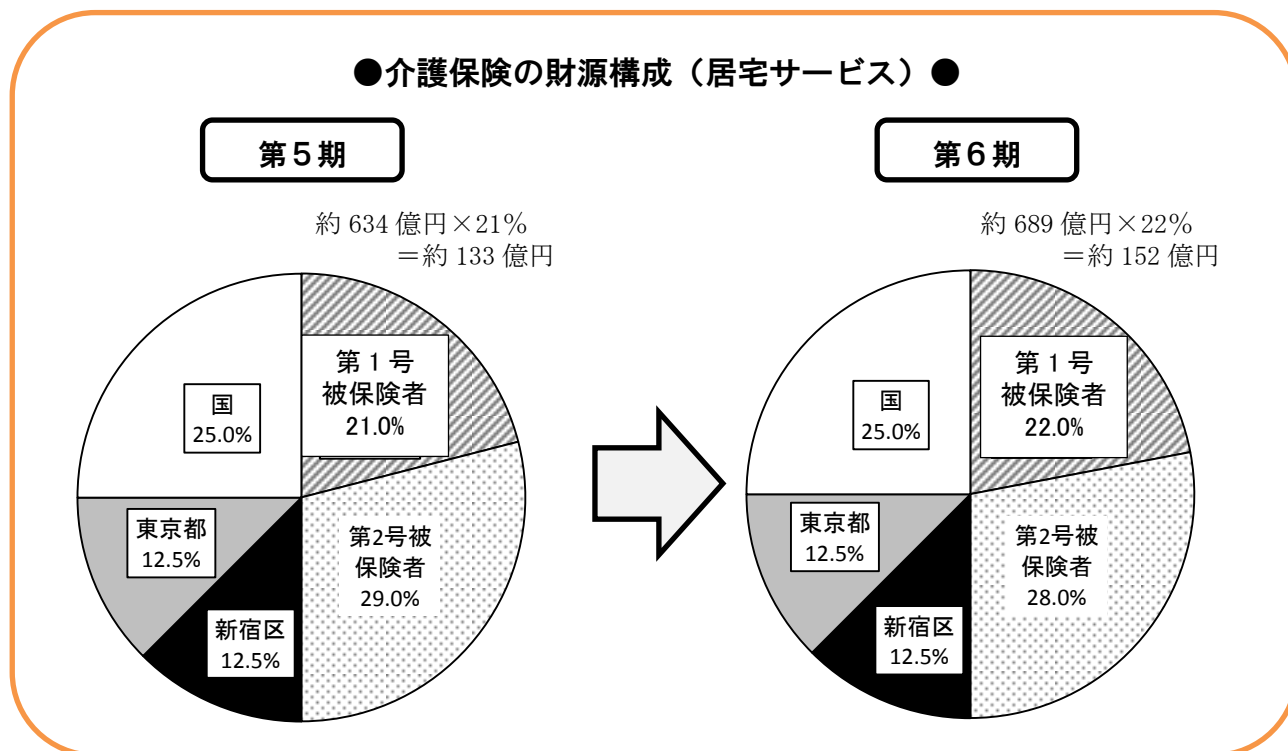 ●介護保険の財源構成（居宅サービス）●
第５期
約 634 億円×21%
＝約 133 億円
第１号
被保険者
21.0%
国
25.0%
東京都
12.5%
新宿区
12.5%
第2号被
保険者
29.0%
第６期
約 689 億円×22%
＝約 152 億円
第１号
被保険者
22.0%
国
25.0%
東京都
12.5%
新宿区
12.5%
第2号被
保険者
28.0%